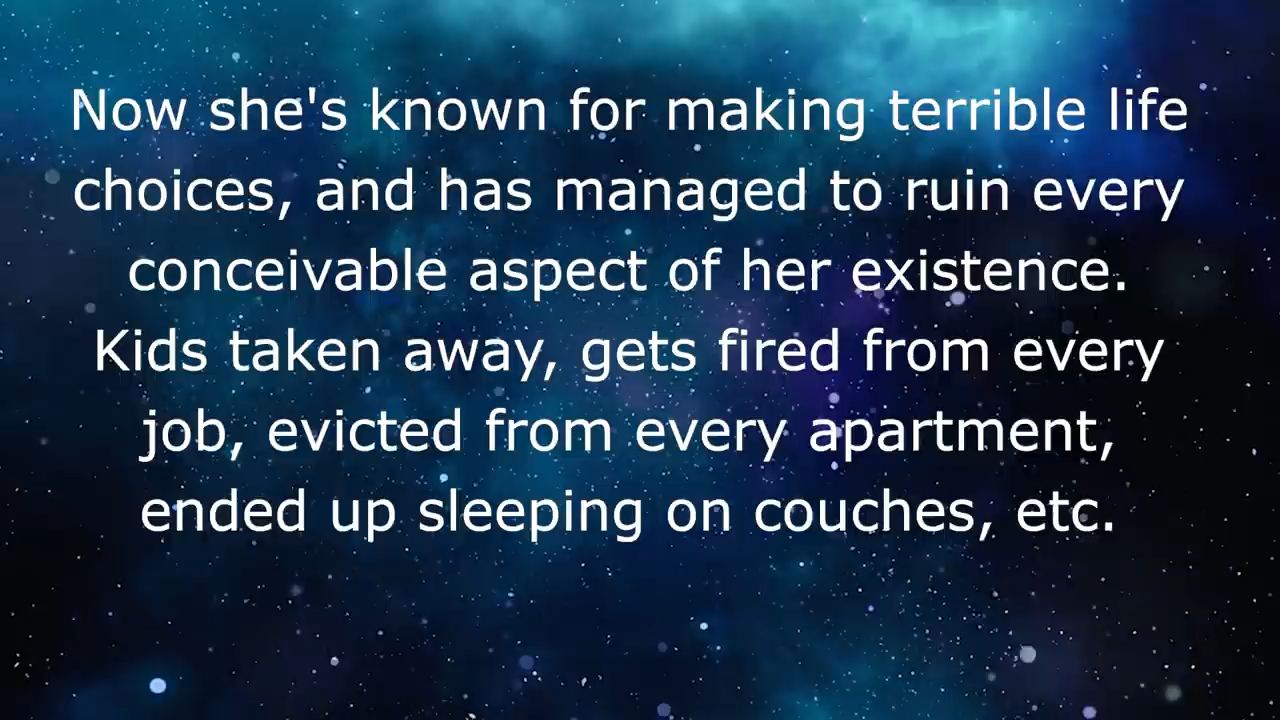 Now she's known for making terrible life
choices, and has managed to ruin every
conceivable aspect of her existence.
Kids taken away, gets fired from every
job, evicted from every apartment,
ended up sleeping on couches, etc.